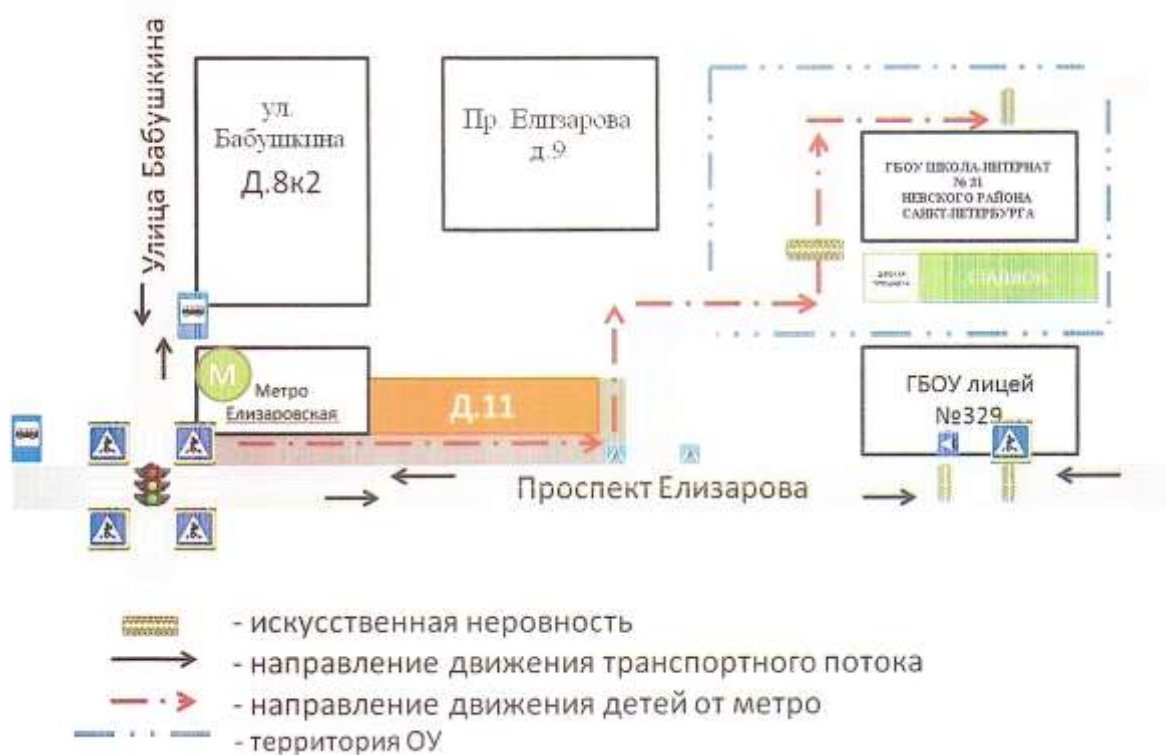 Улица Бабушкина
ул.
Бабушкина
Д.8к2
Пр. Елизарова
д.9
ГБОУ ШКОЛА-ИНТЕРНАТ
№ 31
НЕВСКОГО РАЙОНА
САНКТ-ПЕТЕРБУРГА
СТАДИОН
М
Метро
Елизаровская
Д.11
ГБОУ лицей
№329
Проспект Елизарова
- искусственная неровность
- направление движения транспортного потока
- направление движения детей от метро
- территория ОУ